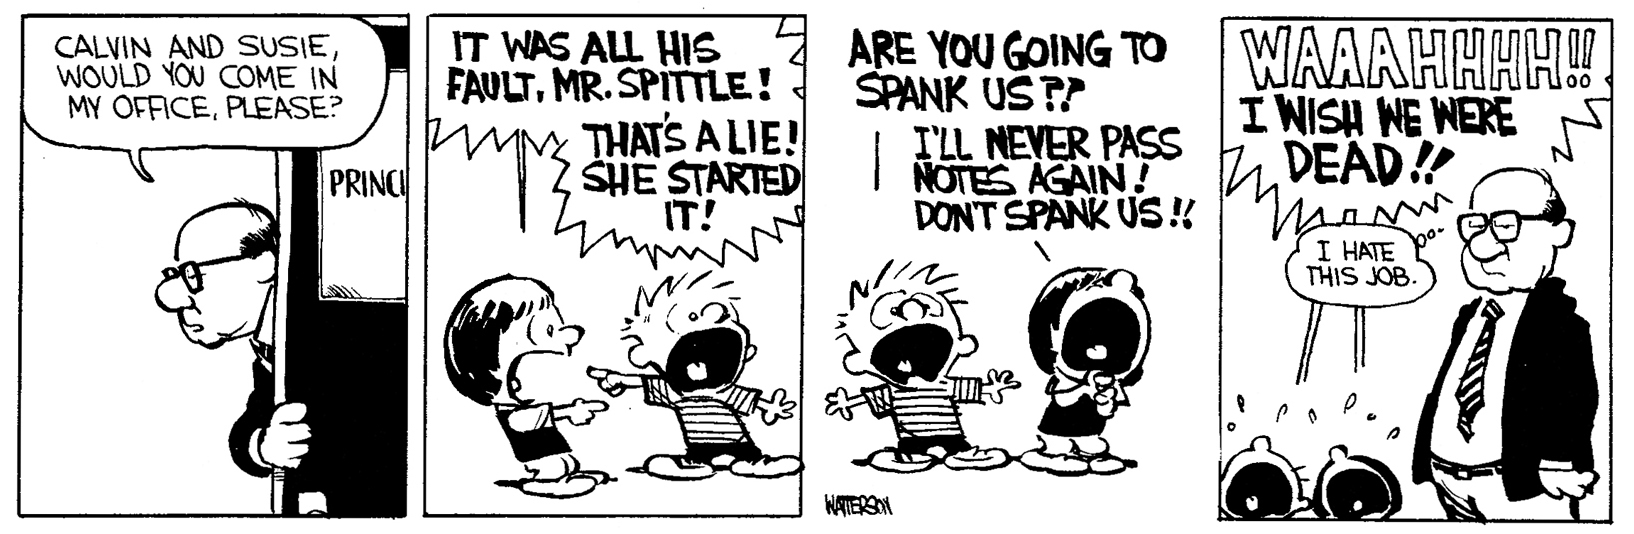 CALVIN AND SUSIE,
WOULD YOU COME IN
MY OFFICE, PLEASE?
PRINCI
IT WAS ALL HIS
FAULT, MR. SPITTLE!
THAT'S A LIE!
SHE STARTED
IT!
ARE YOU GOING TO
SPANK US??
I'LL NEVER PASS
NOTES AGAIN!
DON'T SPANK US!!
WATTERSON
WAAAHHHH!!
I WISH WE WERE
DEAD!!
I HATE
THIS JOB.